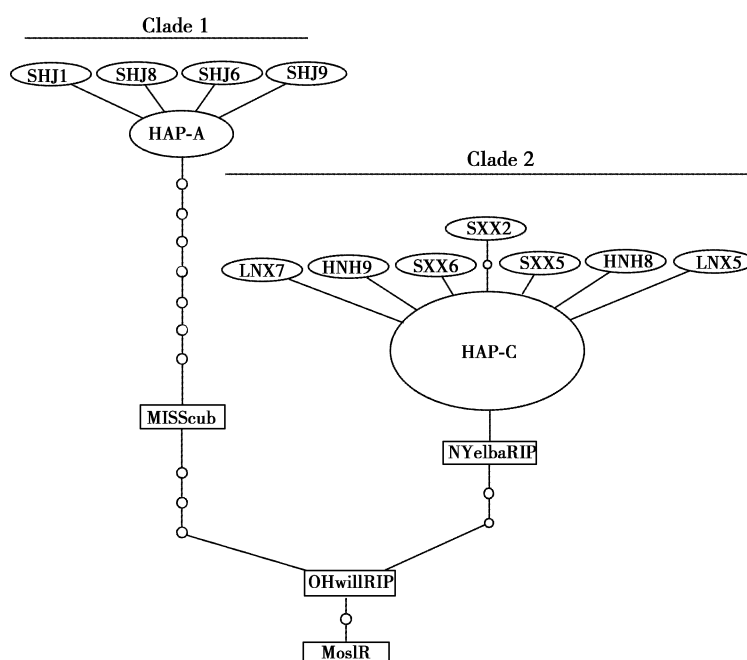 Clade 1
SHJ1 SHJ8 SHJ6 SHJ9
HAP-A
Clade 2
SXX2
LNX7 HNH9 SXX6 SXX5 HNH8 LNX5
HAP-C
MISScub
NYelbaRIP
OHwillRIP
MoslR